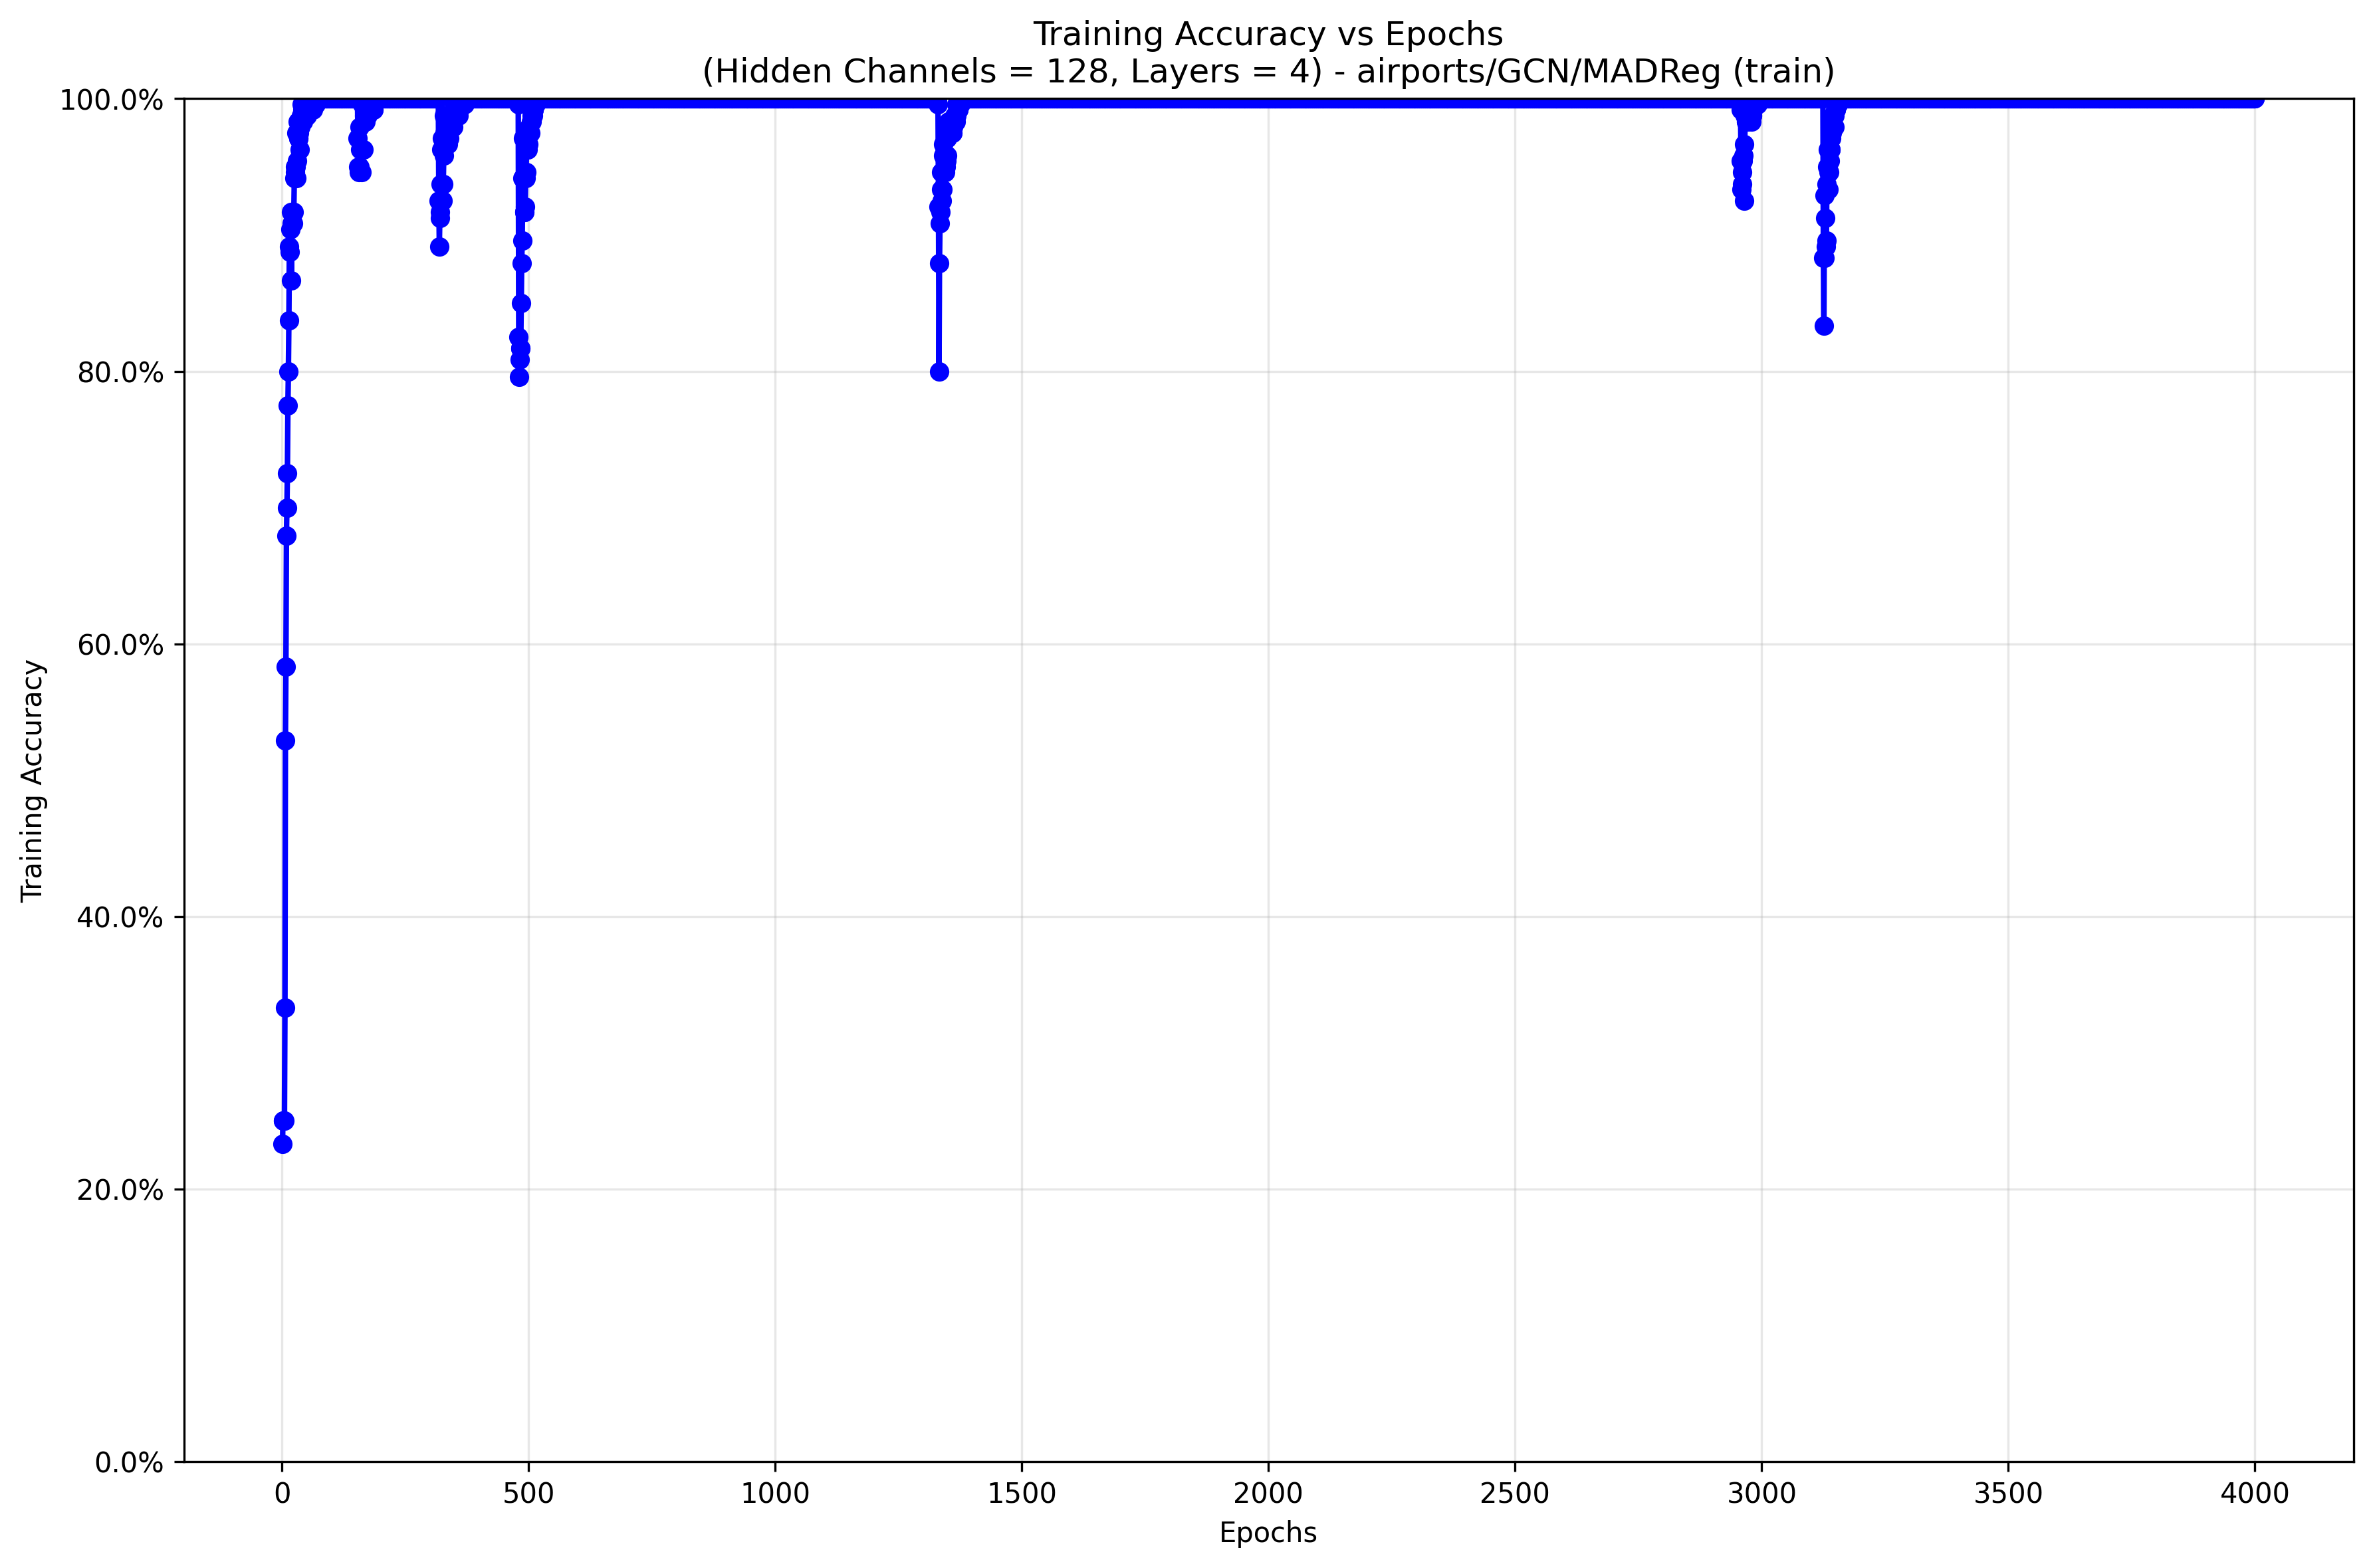 Training Accuracy vs Epochs
(Hidden Channels = 128, Layers = 4) - airports/GCN/MADReg (train)
Training Accuracy
100.0%
80.0%
60.0%
40.0%
20.0%
0.0%
0 500 1000 1500 2000 2500 3000 3500 4000
Epochs